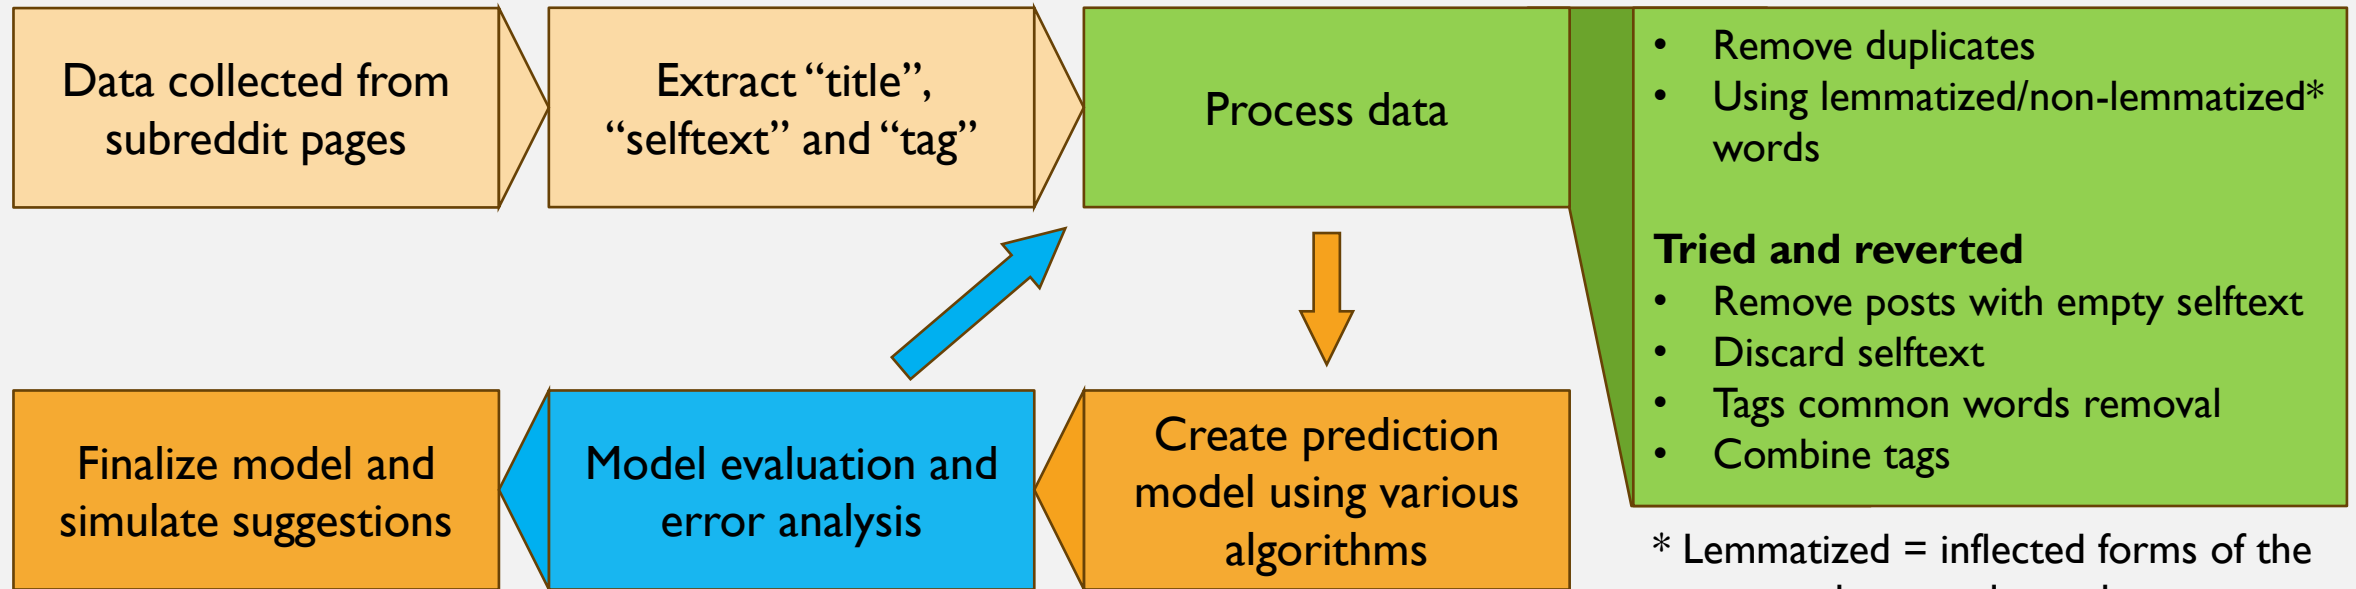 Data collected from
subreddit pages
Extract “title”,
“selftext” and “tag”
Process data
• Remove duplicates
• Using lemmatized/non-lemmatized*
words
Tried and reverted
• Remove posts with empty selftext
• Discard selftext
• Tags common words removal
• Combine tags
Finalize model and
simulate suggestions
Model evaluation and
error analysis
Create prediction
model using various
algorithms
* Lemmatized = inflected forms of the